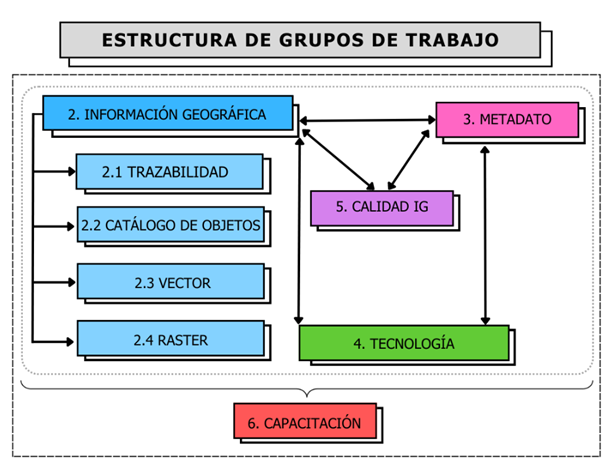 ESTRUCTURA DE GRUPOS DE TRABAJO
2. INFORMACIÓN GEOGRÁFICA
3. METADATO
2.1 TRAZABILIDAD
5. CALIDAD IG
2.2 CATÁLOGO DE OBJETOS
2.3 VECTOR
2.4 RASTER
4. TECNOLOGÍA
6. CAPACITACIÓN